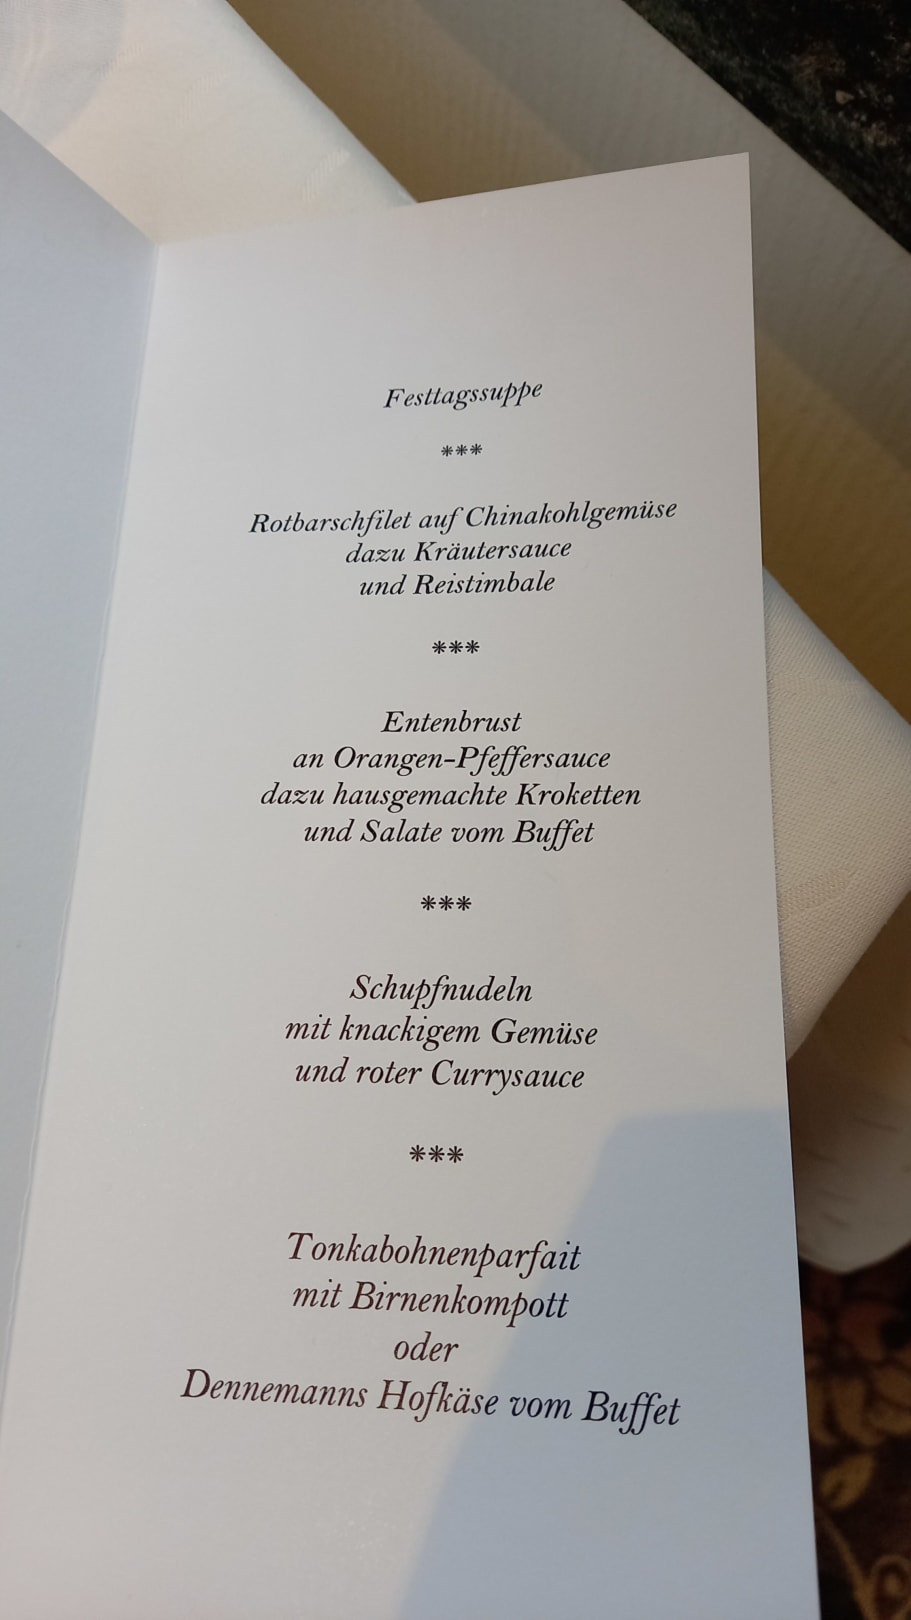 Festtagssuppe
***
Rotbarschfilet auf Chinakohlgemüse
dazu Kräutersauce
und Reistimbale
***
Entenbrust
an Orangen-Pfeffersauce
dazu hausgemachte Kroketten
und Salate vom Buffet
***
Schupfnudeln
mit knackigem Gemüse
und roter Currysauce
***
Tonkabohnenparfait
mit Birnenkompott
oder
Dennemanns Hofkäse vom Buffet